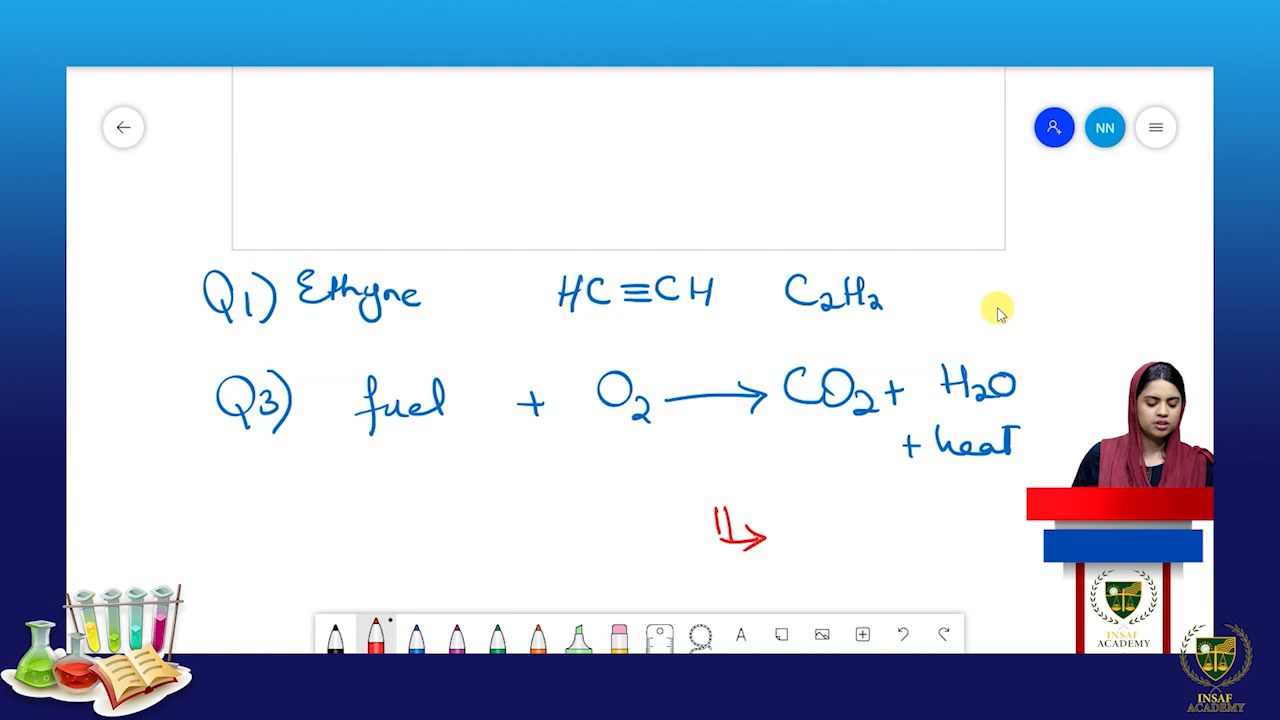 NN
Q1) Ethyne HC≡CH C₂H₂
Q3) fuel + O₂ ⟶ CO₂ + H₂O
+ heat
A
INSAF
ACADEMY
INSAF
ACADEMY